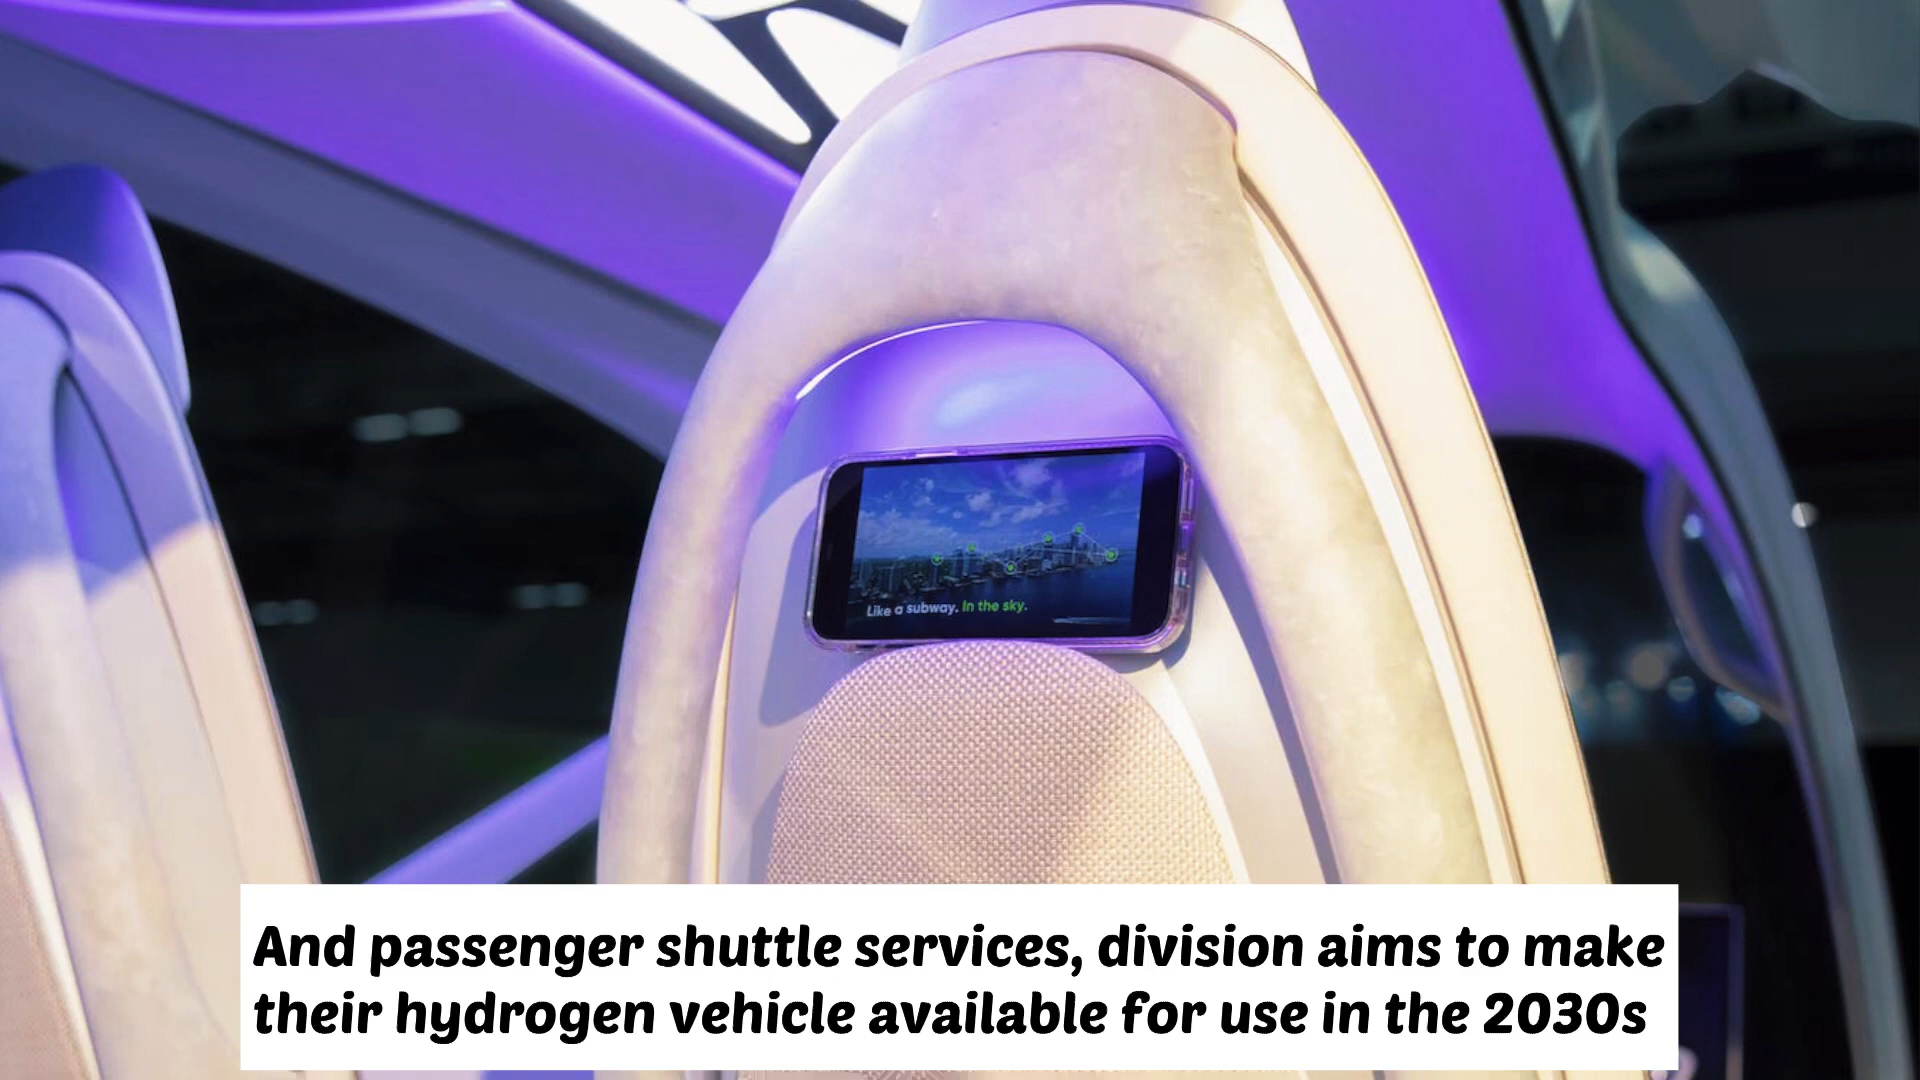 Like a subway. In the sky.
And passenger shuttle services, division aims to make
their hydrogen vehicle available for use in the 2030s